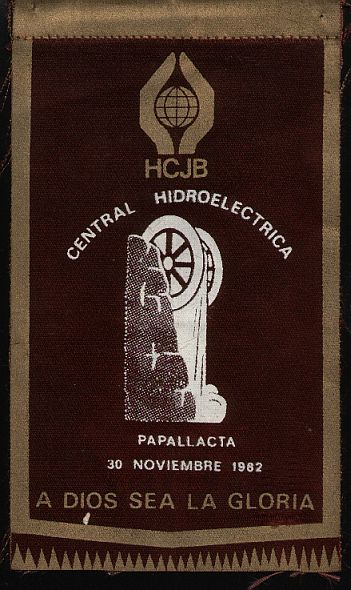 HCJB
CENTRAL HIDROELECTRICA
PAPALLACTA
30 NOVIEMBRE 1982
A DIOS SEA LA GLORIA